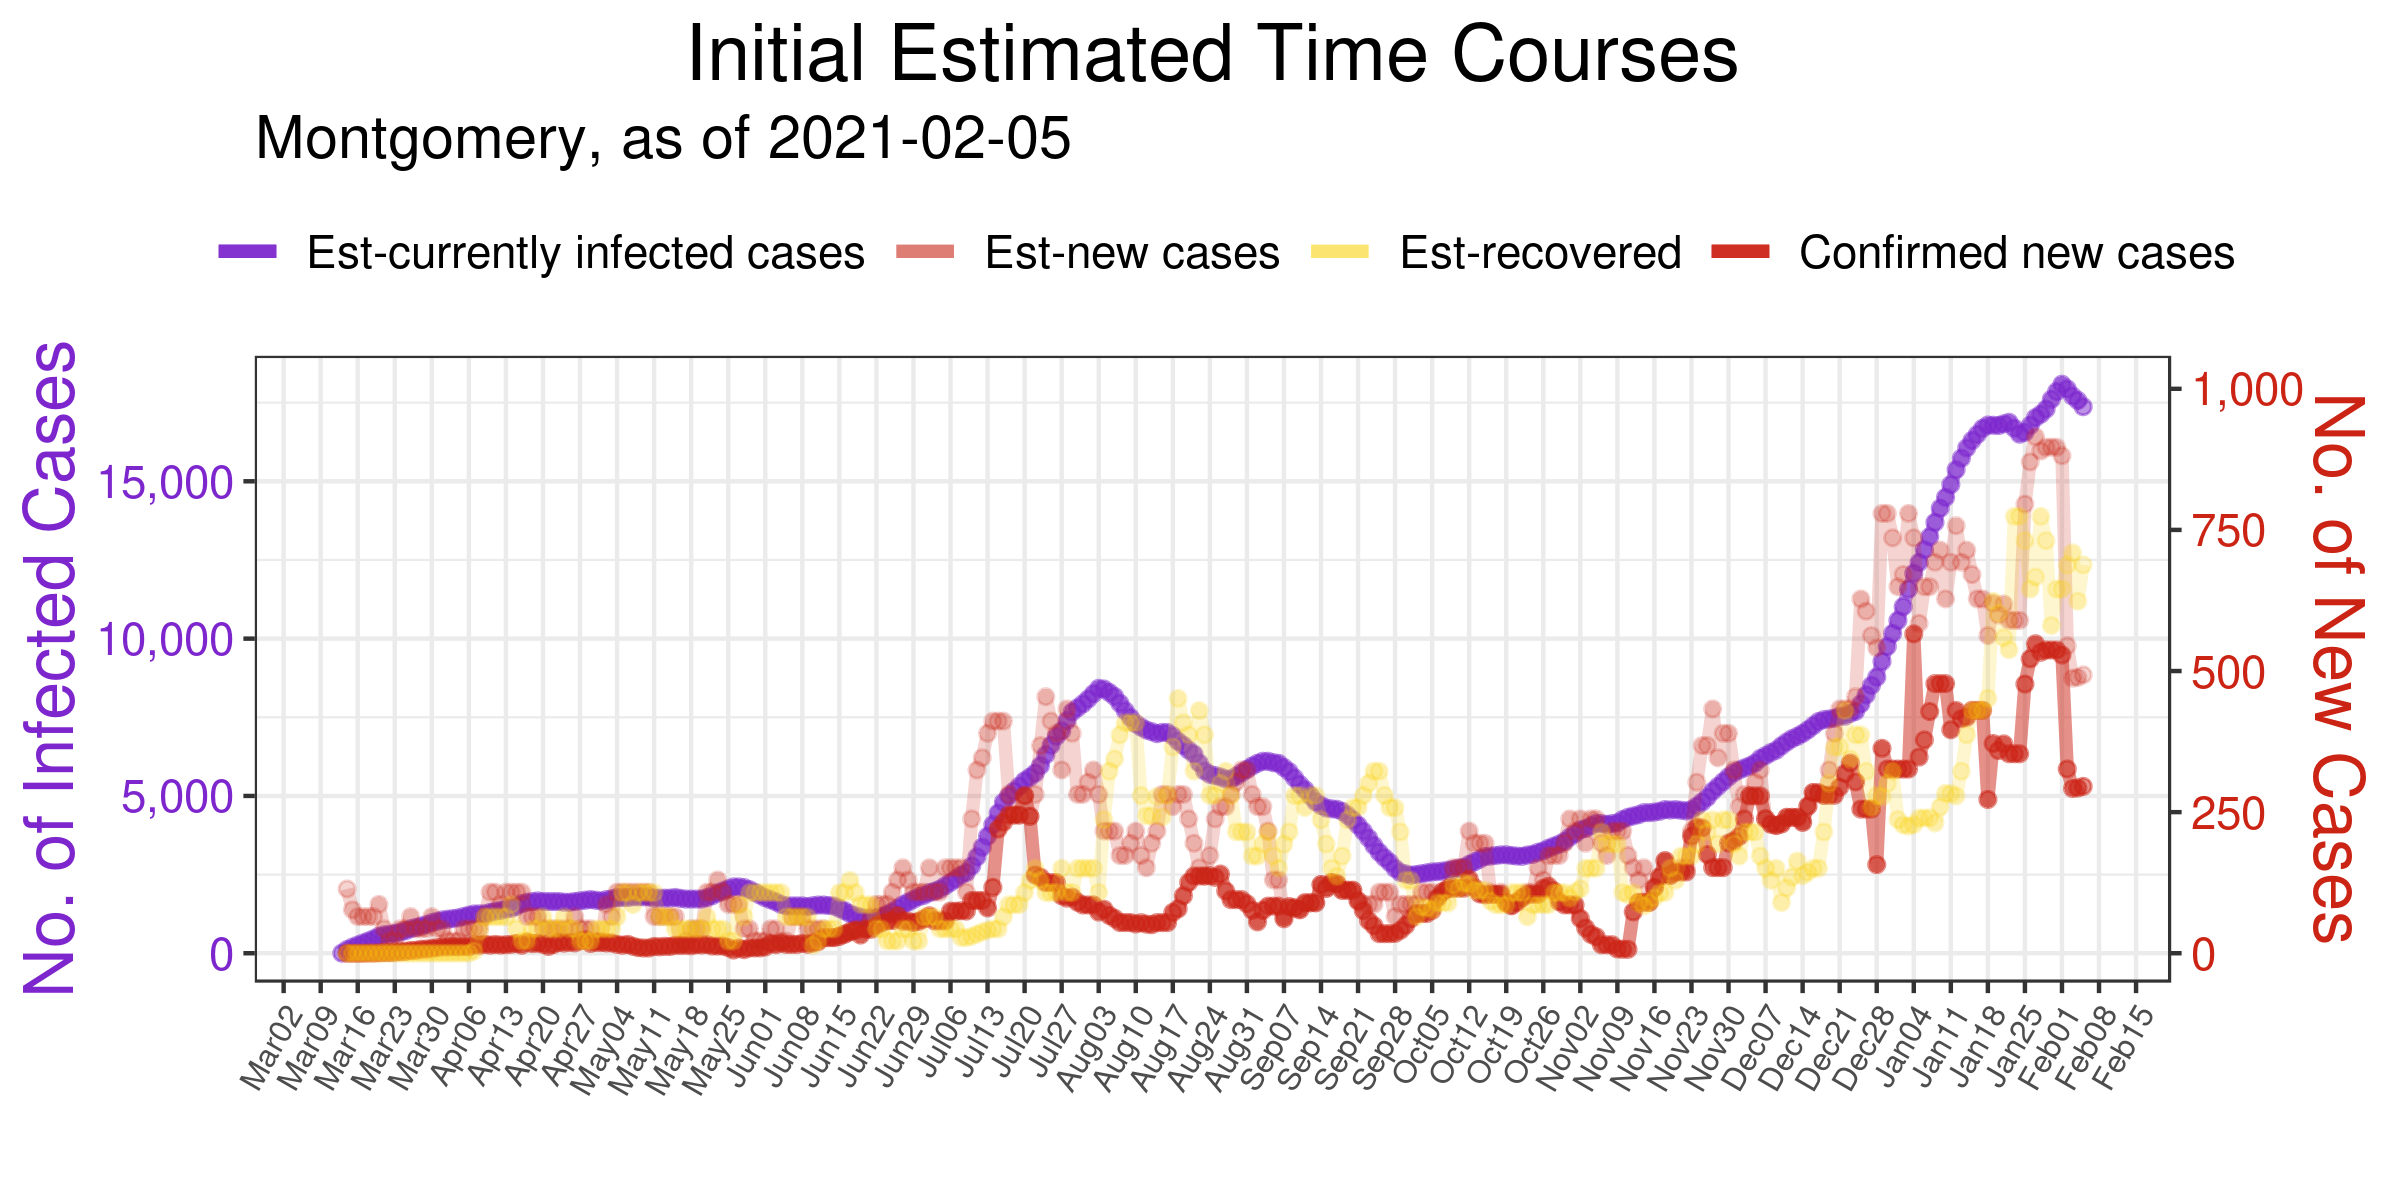 Initial Estimated Time Courses
Montgomery, as of 2021-02-05
Est-currently infected cases
Est-new cases
Est-recovered
Confirmed new cases
No. of Infected Cases
15,000
10,000
5,000
0
1,000
750
500
250
0
No. of New Cases
Mar02
Mar09
Mar16
Mar23
Mar30
Apr06
Apr13
Apr20
Apr27
May04
May11
May18
May25
Jun01
Jun08
Jun15
Jun22
Jun29
Jul06
Jul13
Jul20
Jul27
Aug03
Aug10
Aug17
Aug24
Aug31
Sep07
Sep14
Sep21
Sep28
Oct05
Oct12
Oct19
Oct26
Nov02
Nov09
Nov16
Nov23
Nov30
Dec07
Dec14
Dec21
Dec28
Jan04
Jan11
Jan18
Jan25
Feb01
Feb08
Feb15